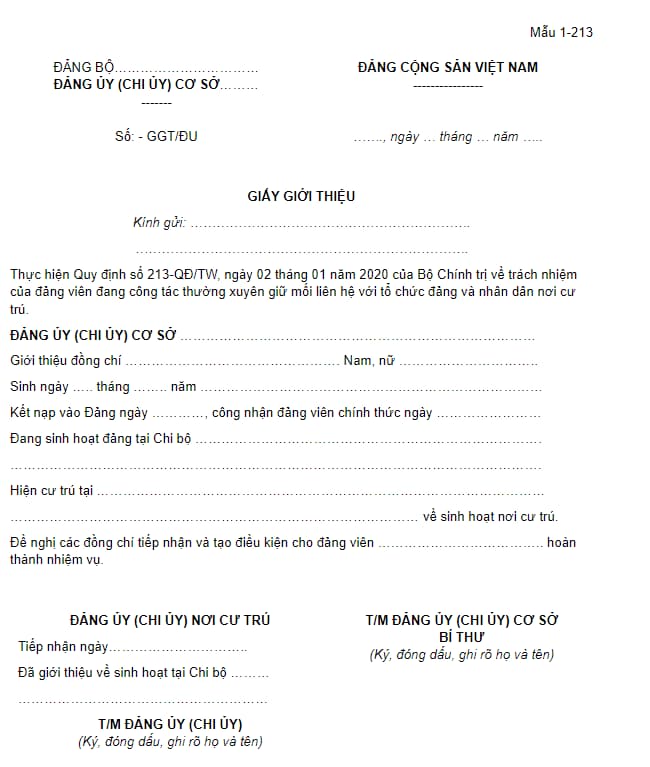 Mẫu 1-213
ĐẢNG BỘ……………………………
ĐẢNG CỘNG SẢN VIỆT NAM
ĐẢNG ỦY (CHI ỦY) CƠ SỞ………
-------
----------------
Số: - GGT/ĐU
……., ngày … tháng … năm …..
GIẤY GIỚI THIỆU
Kính gửi: ……………………………………………………….
………………………………………………………………….
Thực hiện Quy định số 213-QĐ/TW, ngày 02 tháng 01 năm 2020 của Bộ Chính trị về trách nhiệm
của đảng viên đang công tác thường xuyên giữ mối liên hệ với tổ chức đảng và nhân dân nơi cư
trú.
ĐẢNG ỦY (CHI ỦY) CƠ SỞ ………………………………………………………………………
Giới thiệu đồng chí …………………………………………. Nam, nữ …………………………..
Sinh ngày ….. tháng …….. năm ……………………………………………………………………
Kết nạp vào Đảng ngày …………, công nhận đảng viên chính thức ngày ……………………
Đang sinh hoạt đảng tại Chi bộ …………………………………………………………………….
………………………………………………………………………………………………………….
Hiện cư trú tại …………………………………………………………………………………………
………………………………………………………………………………… về sinh hoạt nơi cư trú.
Đề nghị các đồng chí tiếp nhận và tạo điều kiện cho đảng viên ……………………………….. hoàn
thành nhiệm vụ.
ĐẢNG ỦY (CHI ỦY) NƠI CƯ TRÚ
Tiếp nhận ngày…………………………..
Đã giới thiệu về sinh hoạt tại Chi bộ ………
…………………………………………………
T/M ĐẢNG ỦY (CHI ỦY)
(Ký, đóng dấu, ghi rõ họ và tên)
T/M ĐẢNG ỦY (CHI ỦY) CƠ SỞ
BÍ THƯ
(Ký, đóng dấu, ghi rõ họ và tên)